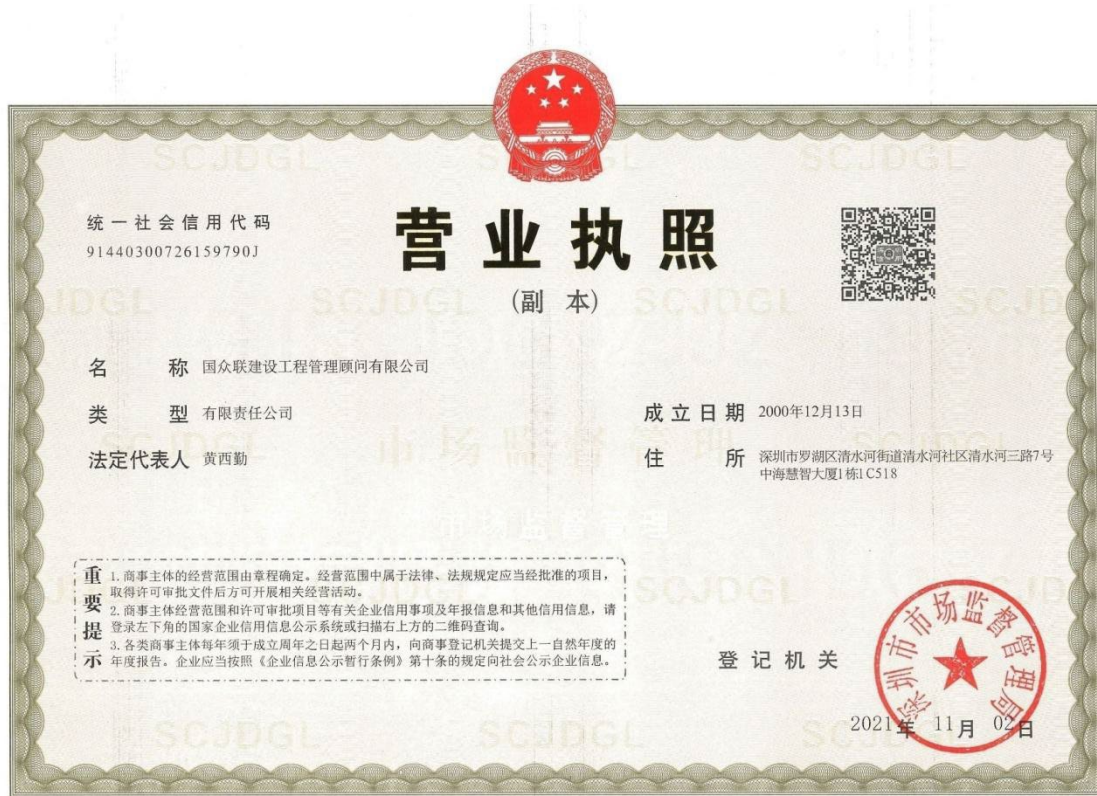 SCJDGL
统一社会信用代码
91440300726159790J
营业执照
(副 本)
名 称 国众联建设工程管理顾问有限公司
类 型 有限责任公司
法定代表人 黄西勤
成立日期 2000年12月13日
住 所 深圳市罗湖区清水河街道清水河社区清水河三路7号
中海慧智大厦1栋1C518
市场监督管理
市场监督管理
重要提示
1. 商事主体的经营范围由章程确定。经营范围中属于法律、法规规定应当经批准的项目，
取得许可审批文件后方可开展相关经营活动。
2. 商事主体经营范围和许可审批项目等有关企业信用事项及年报信息和其他信用信息，请
登录左下角的国家企业信用信息公示系统或扫描右上方的二维码查询。
3. 各类商事主体每年须于成立周年之日起两个月内，向商事登记机关提交上一自然年度的
年度报告。企业应当按照《企业信息公示暂行条例》第十条的规定向社会公示企业信息。
登记机关
深圳市市场监督管理局
2021年 11月 02日